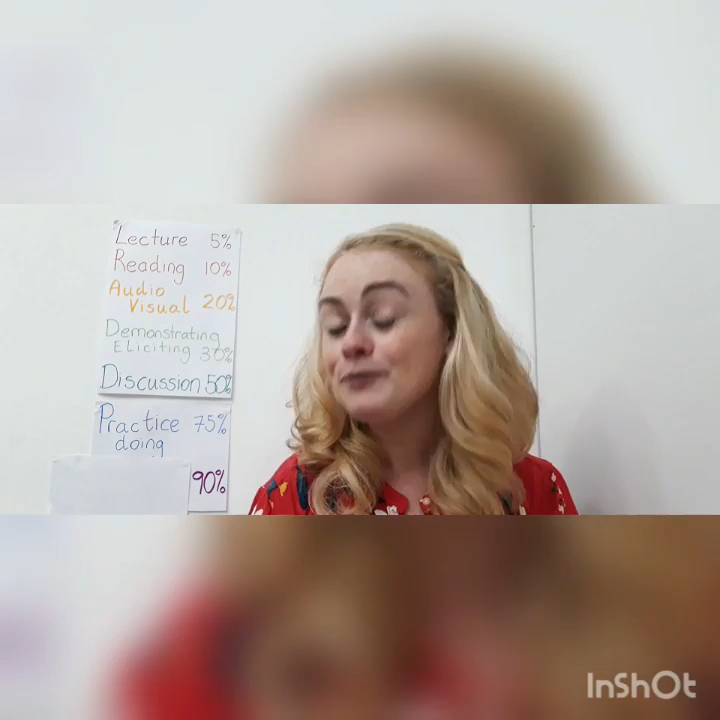 Lecture 5%
Reading 10%
Audio
Visual 20%
Demonstrating
Eliciting 30%
Discussion 50%
Practice 75%
doing
90%
InShOt